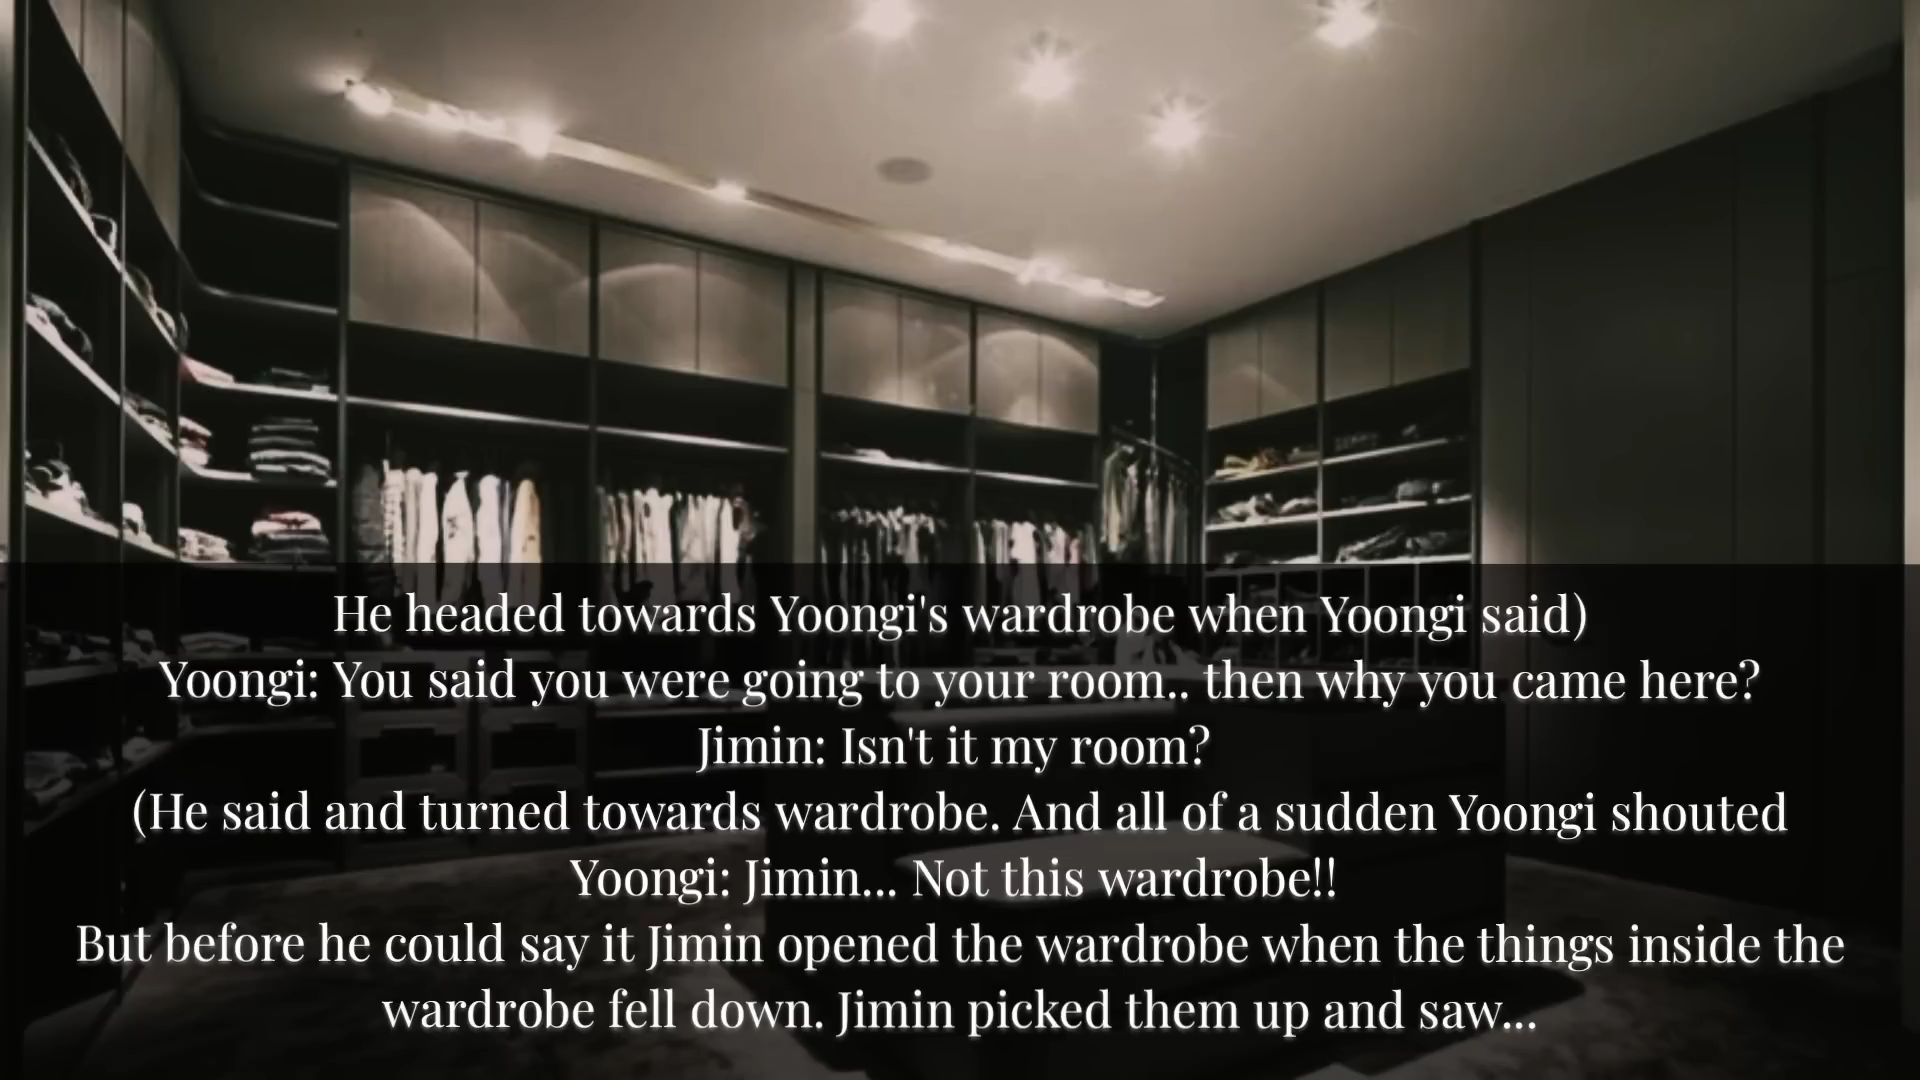 He headed towards Yoongi's wardrobe when Yoongi said)
Yoongi: You said you were going to your room.. then why you came here?
Jimin: Isn't it my room?
(He said and turned towards wardrobe. And all of a sudden Yoongi shouted
Yoongi: Jimin... Not this wardrobe!!
But before he could say it Jimin opened the wardrobe when the things inside the
wardrobe fell down. Jimin picked them up and saw...